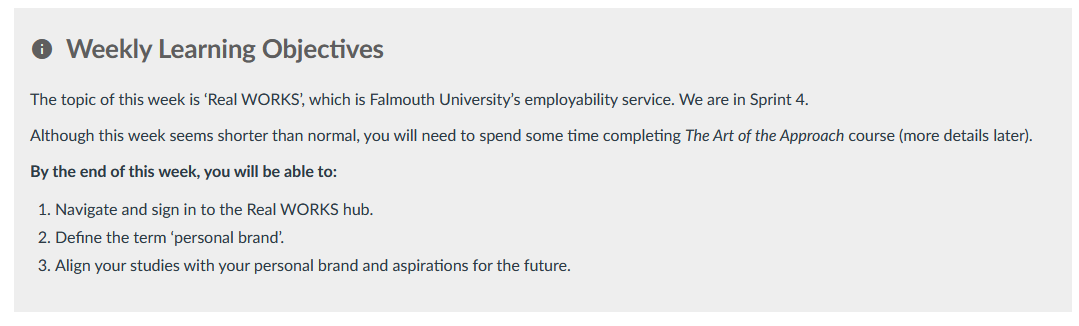 Weekly Learning Objectives
The topic of this week is ‘Real WORKS’, which is Falmouth University’s employability service. We are in Sprint 4.
Although this week seems shorter than normal, you will need to spend some time completing The Art of the Approach course (more details later).
By the end of this week, you will be able to:
1. Navigate and sign in to the Real WORKS hub.
2. Define the term ‘personal brand’.
3. Align your studies with your personal brand and aspirations for the future.